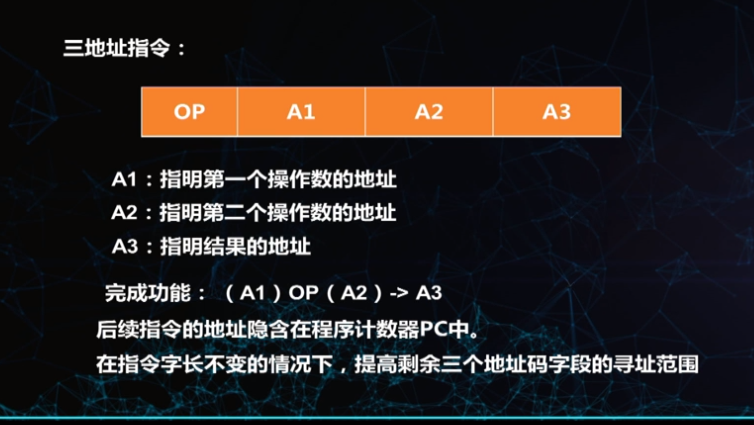 三地址指令：
OP A1 A2 A3
A1：指明第一个操作数的地址
A2：指明第二个操作数的地址
A3：指明结果的地址
完成功能：（A1）OP（A2）-> A3
后续指令的地址隐含在程序计数器PC中。
在指令字长不变的情况下，提高剩余三个地址码字段的寻址范围